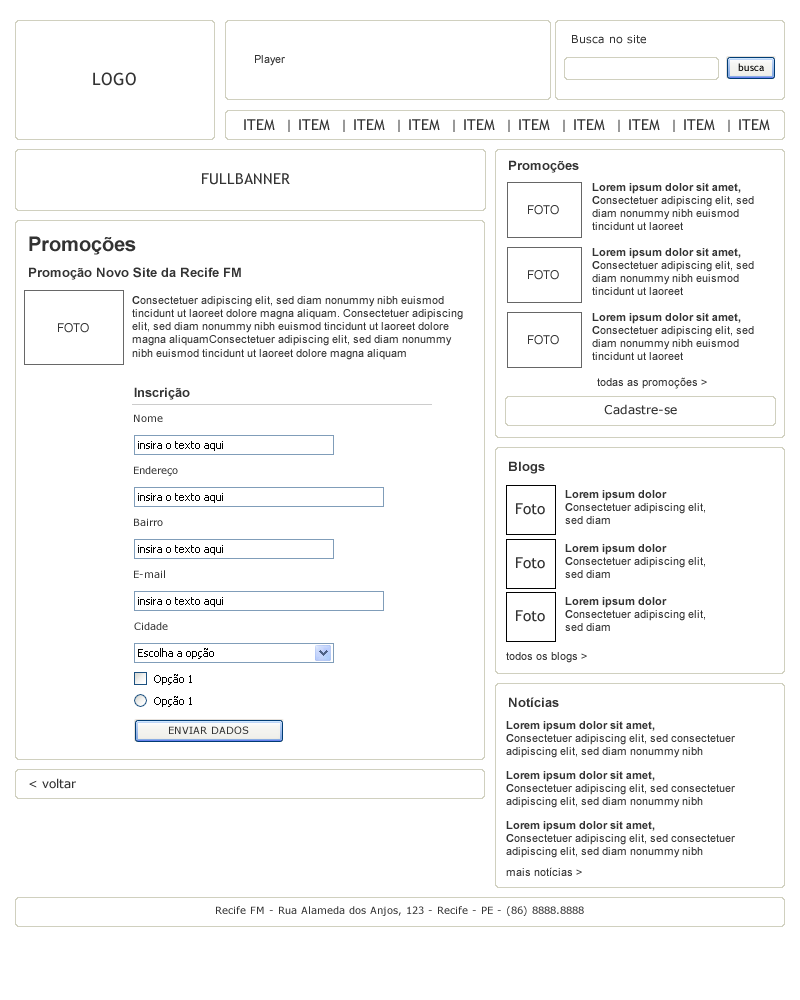 LOGO
Player
Busca no site
busca
ITEM | ITEM | ITEM | ITEM | ITEM | ITEM | ITEM | ITEM | ITEM | ITEM
FULLBANNER
Promoções
Promoção Novo Site da Recife FM
FOTO
Consectetuer adipiscing elit, sed diam nonummy nibh euismod
tincidunt ut laoreet dolore magna aliquam. Consectetuer adipiscing
elit, sed diam nonummy nibh euismod tincidunt ut laoreet dolore
magna aliquamConsectetuer adipiscing elit, sed diam nonummy
nibh euismod tincidunt ut laoreet dolore magna aliquam
Inscrição
Nome
insira o texto aqui
Endereço
insira o texto aqui
Bairro
insira o texto aqui
E-mail
insira o texto aqui
Cidade
Escolha a opção
Opção 1
Opção 1
ENVIAR DADOS
< voltar
Promoções
FOTO
Lorem ipsum dolor sit amet,
Consectetuer adipiscing elit, sed
diam nonummy nibh euismod
tincidunt ut laoreet
FOTO
Lorem ipsum dolor sit amet,
Consectetuer adipiscing elit, sed
diam nonummy nibh euismod
tincidunt ut laoreet
FOTO
Lorem ipsum dolor sit amet,
Consectetuer adipiscing elit, sed
diam nonummy nibh euismod
tincidunt ut laoreet
todas as promoções >
Cadastre-se
Blogs
Foto
Lorem ipsum dolor
Consectetuer adipiscing elit,
sed diam
Foto
Lorem ipsum dolor
Consectetuer adipiscing elit,
sed diam
Foto
Lorem ipsum dolor
Consectetuer adipiscing elit,
sed diam
todos os blogs >
Notícias
Lorem ipsum dolor sit amet,
Consectetuer adipiscing elit, sed consectetuer
adipiscing elit, sed diam nonummy nibh
Lorem ipsum dolor sit amet,
Consectetuer adipiscing elit, sed consectetuer
adipiscing elit, sed diam nonummy nibh
Lorem ipsum dolor sit amet,
Consectetuer adipiscing elit, sed consectetuer
adipiscing elit, sed diam nonummy nibh
mais notícias >
Recife FM - Rua Alameda dos Anjos, 123 - Recife - PE - (86) 8888.8888